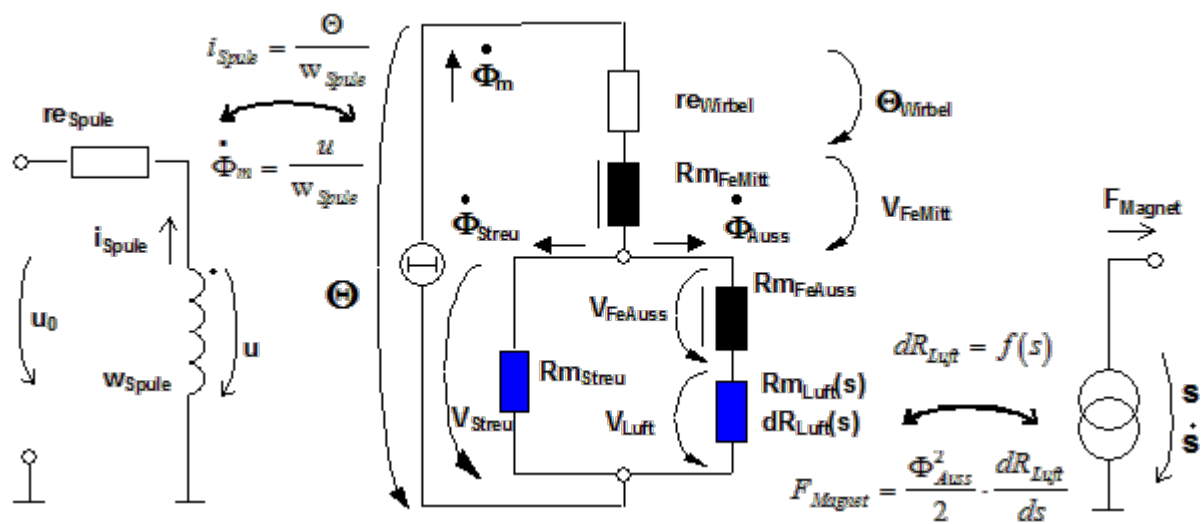 i_Spule = Θ / w_Spule
Φ̇_m
re_Wirbel
Θ_Wirbel
re_Spule
Φ̇_m = u / w_Spule
Rm_FeMitt
V_FeMitt
F_Magnet
Φ̇_Streu
Φ̇_Auss
i_Spule
Θ
Rm_FeAuss
V_FeAuss
u₀
u
dR_Luft = f(s)
w_Spule
Rm_Streu
Rm_Luft(s)
s
V_Streu
V_Luft
dR_Luft(s)
ṡ
F_Magnet = Φ²_Auss / 2 · dR_Luft / ds